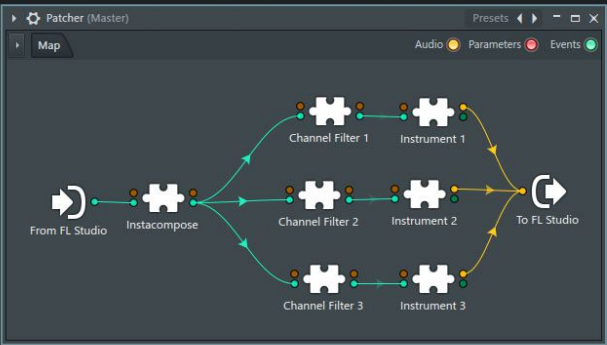 Patcher (Master)
Presets
Map
Audio
Parameters
Events
Channel Filter 1
Instrument 1
From FL Studio
Instacompose
Channel Filter 2
Instrument 2
To FL Studio
Channel Filter 3
Instrument 3